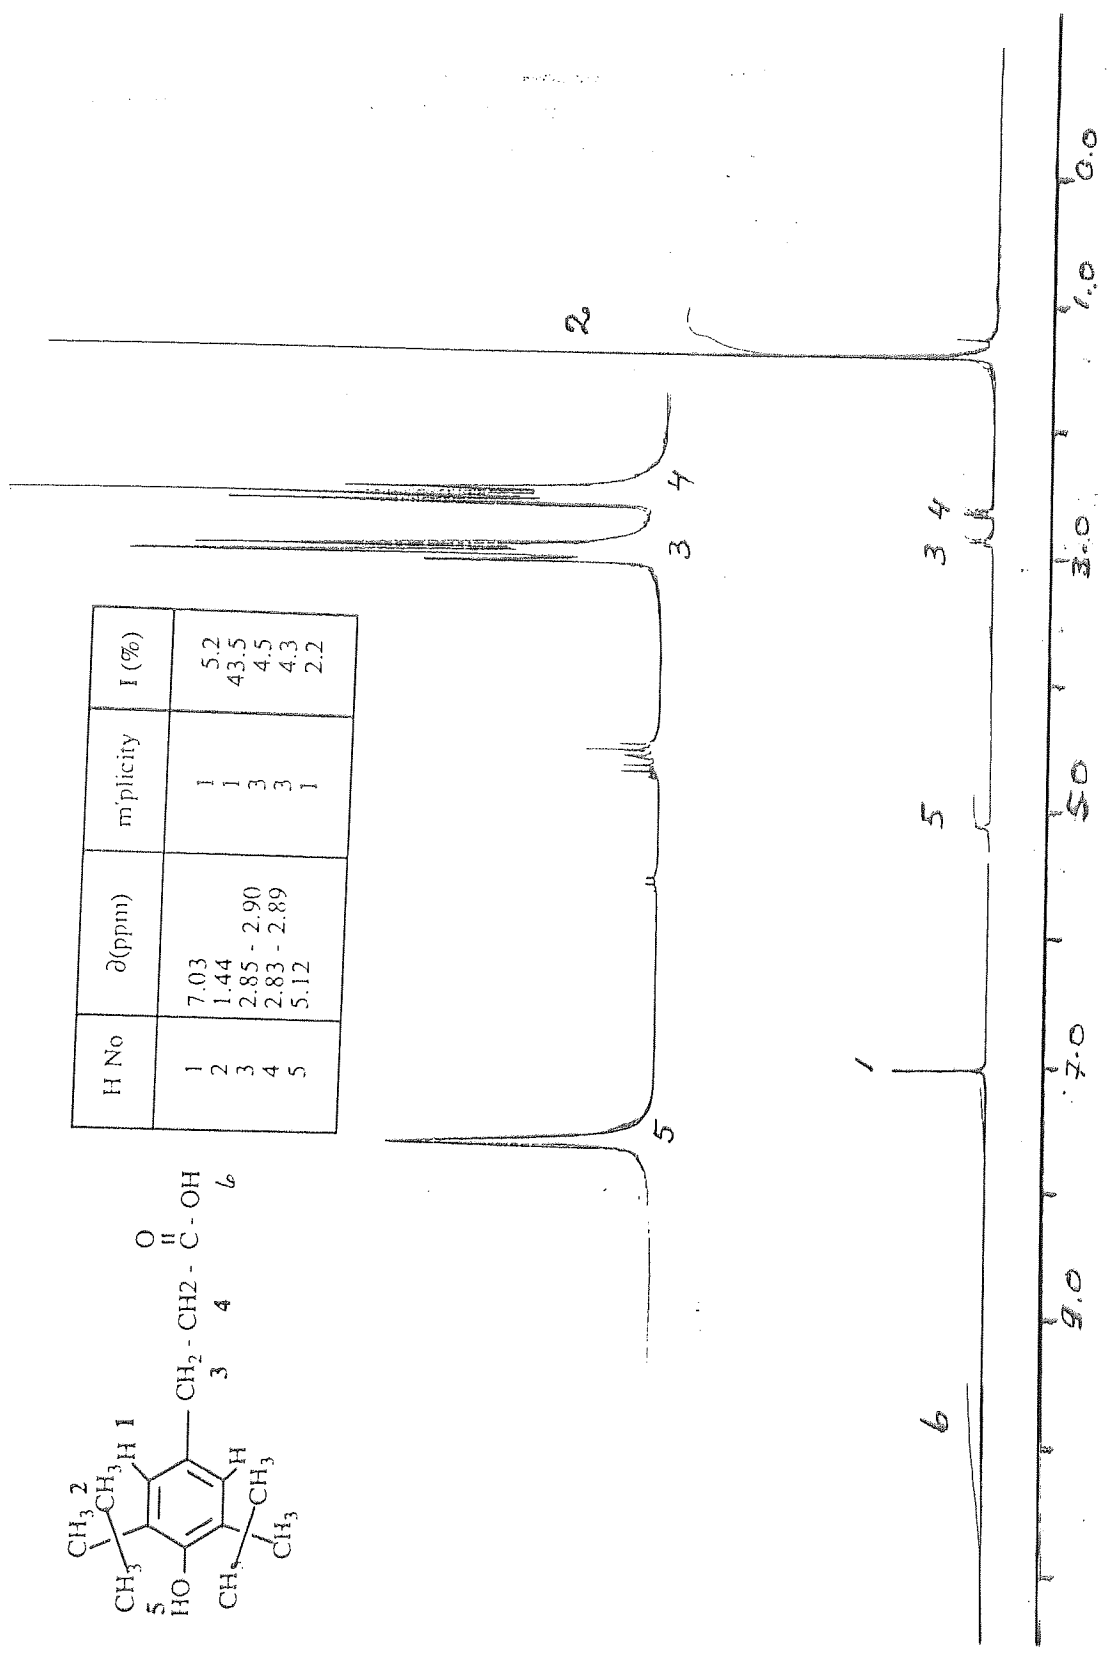 CH₃ 2
CH₃
CH₃
H 1
5
HO
CH₃
CH₃
CH₃
H
CH₂ - CH2 - C - OH
O
3
4
6
H No ∂(ppm) m'plicity I (%)
1 7.03 1 5.2
2 1.44 1 43.5
3 2.85 - 2.90 3 4.5
4 2.83 - 2.89 3 4.3
5 5.12 1 2.2
5
3
4
2
6
1
5
3
4
9.0
7.0
5.0
3.0
1.0
0.0